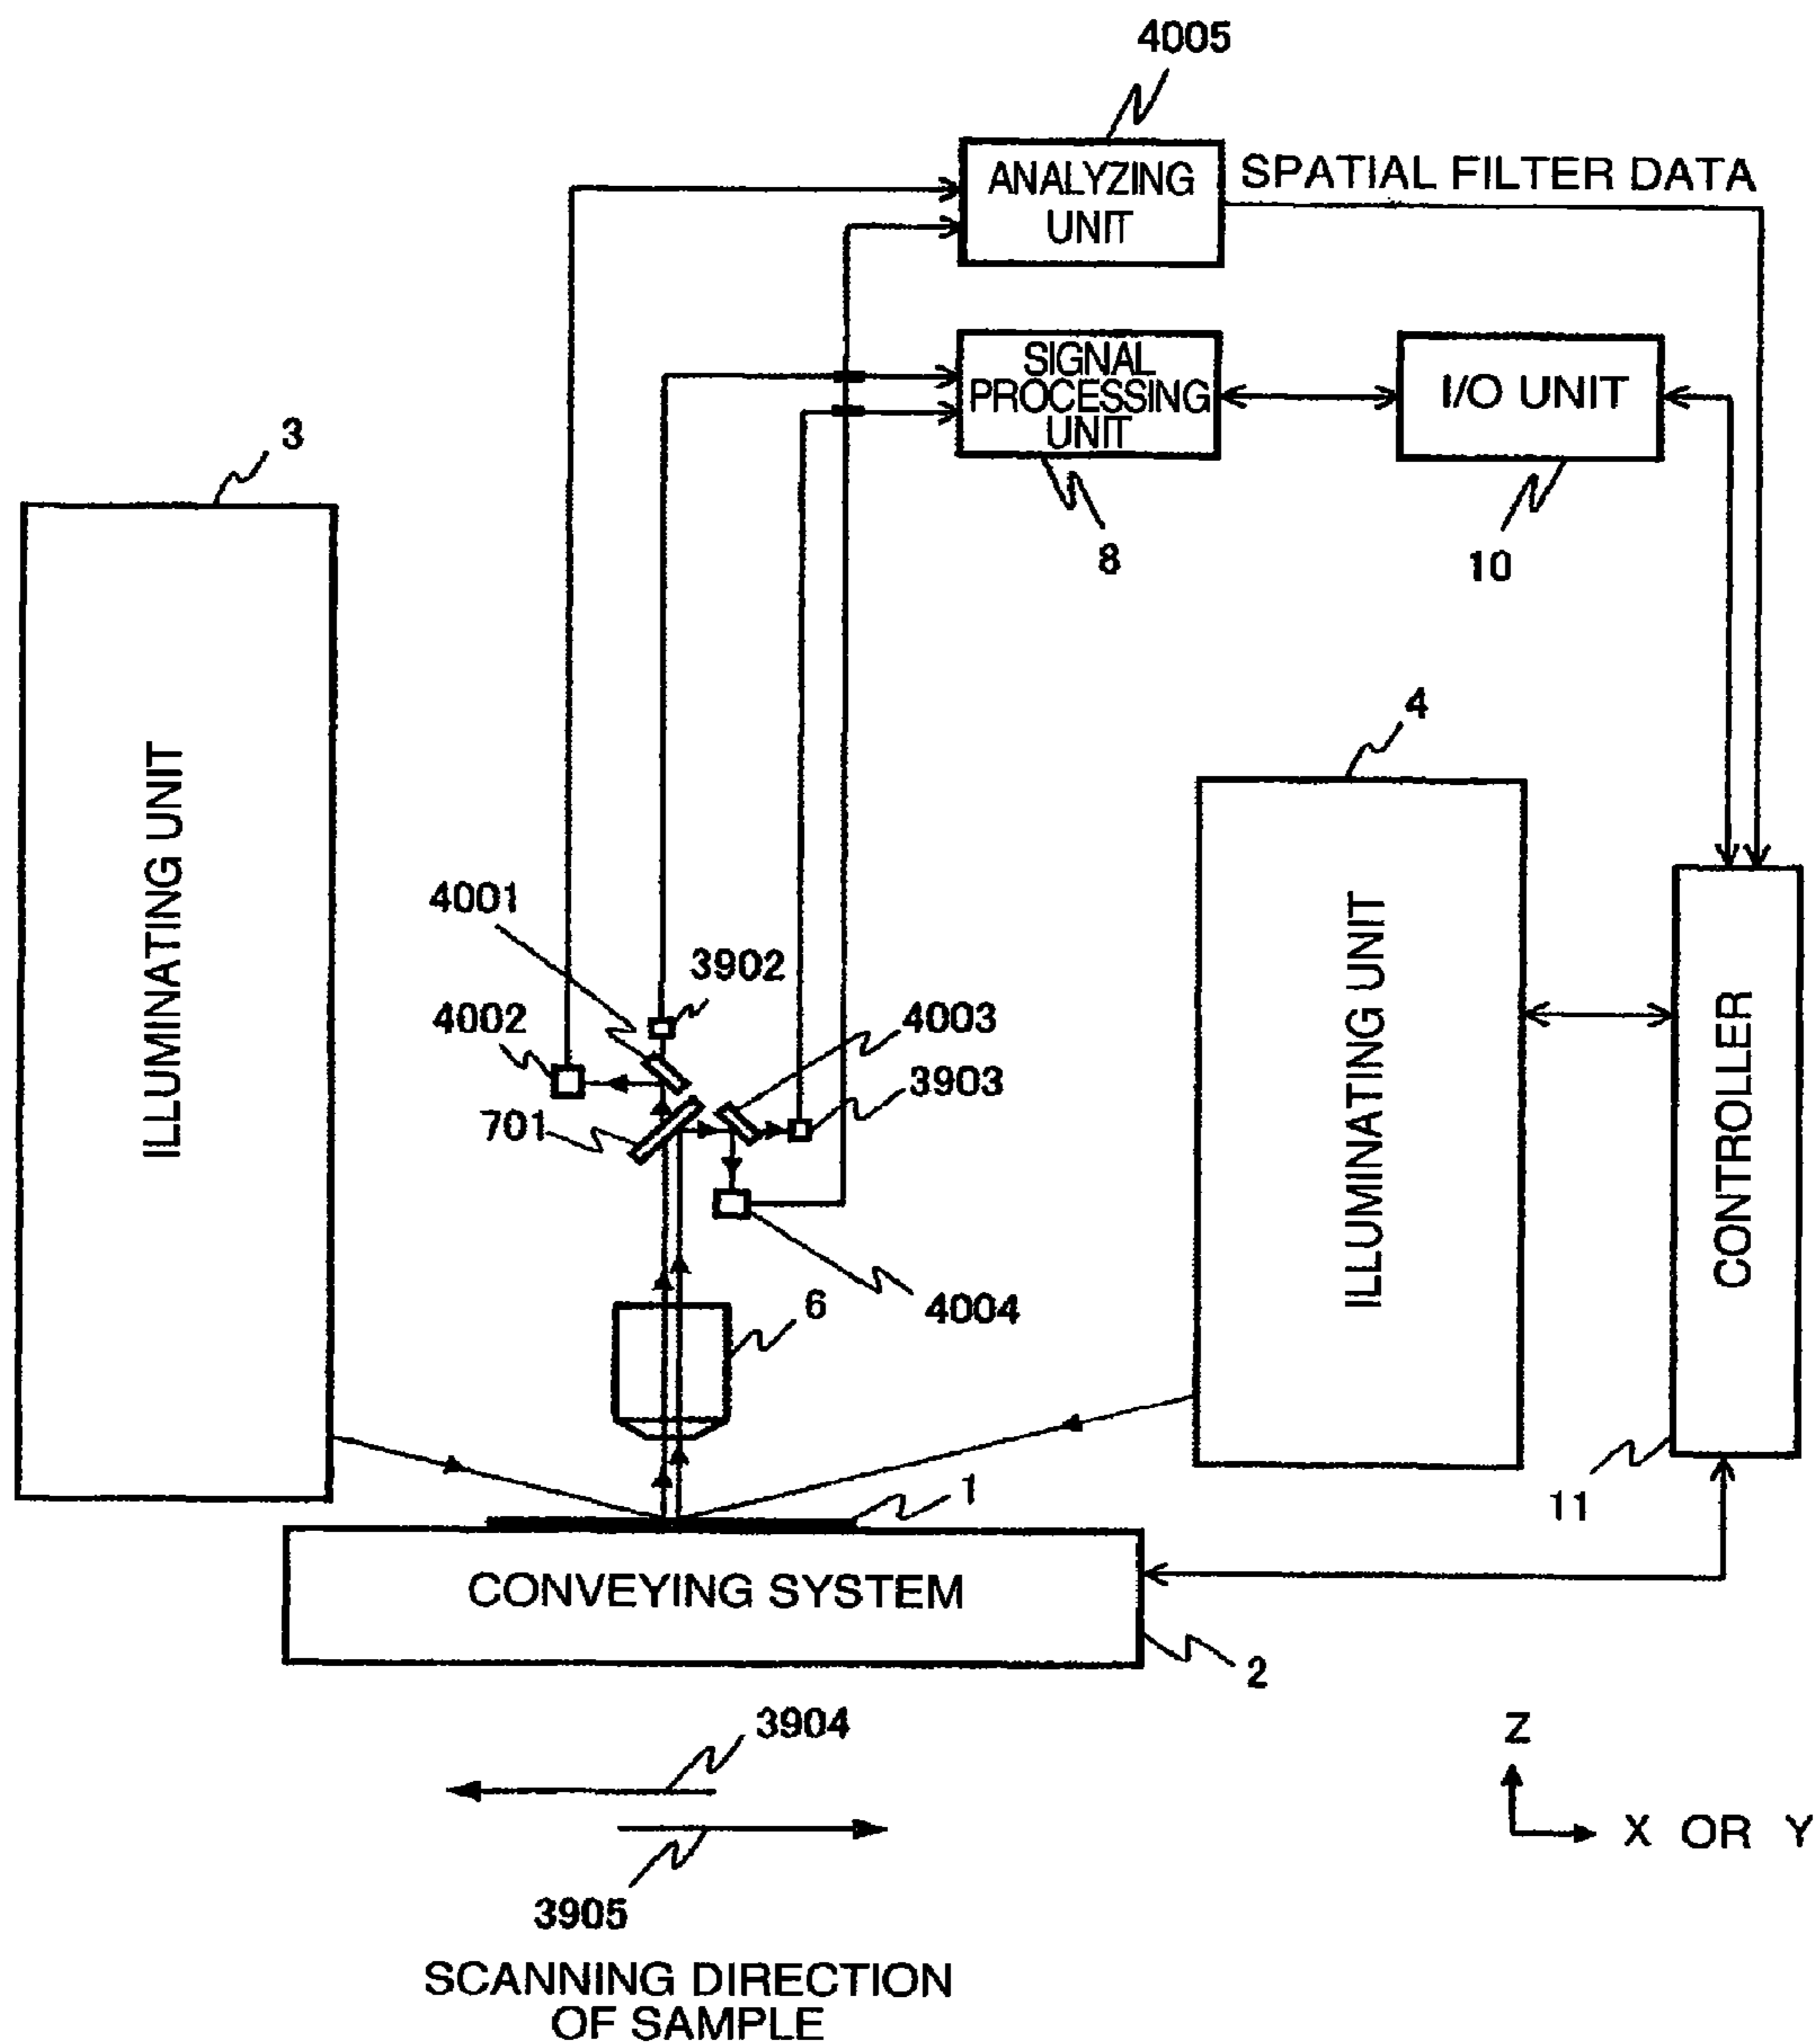 4005
ANALYZING
UNIT
SPATIAL FILTER DATA
SIGNAL
PROCESSING
UNIT
I/O UNIT
8
10
3
ILLUMINATING UNIT
4
ILLUMINATING UNIT
CONTROLLER
4001
3902
4002
4003
3903
701
4004
6
1
11
CONVEYING SYSTEM
2
3904
3905
SCANNING DIRECTION
OF SAMPLE
Z
X OR Y